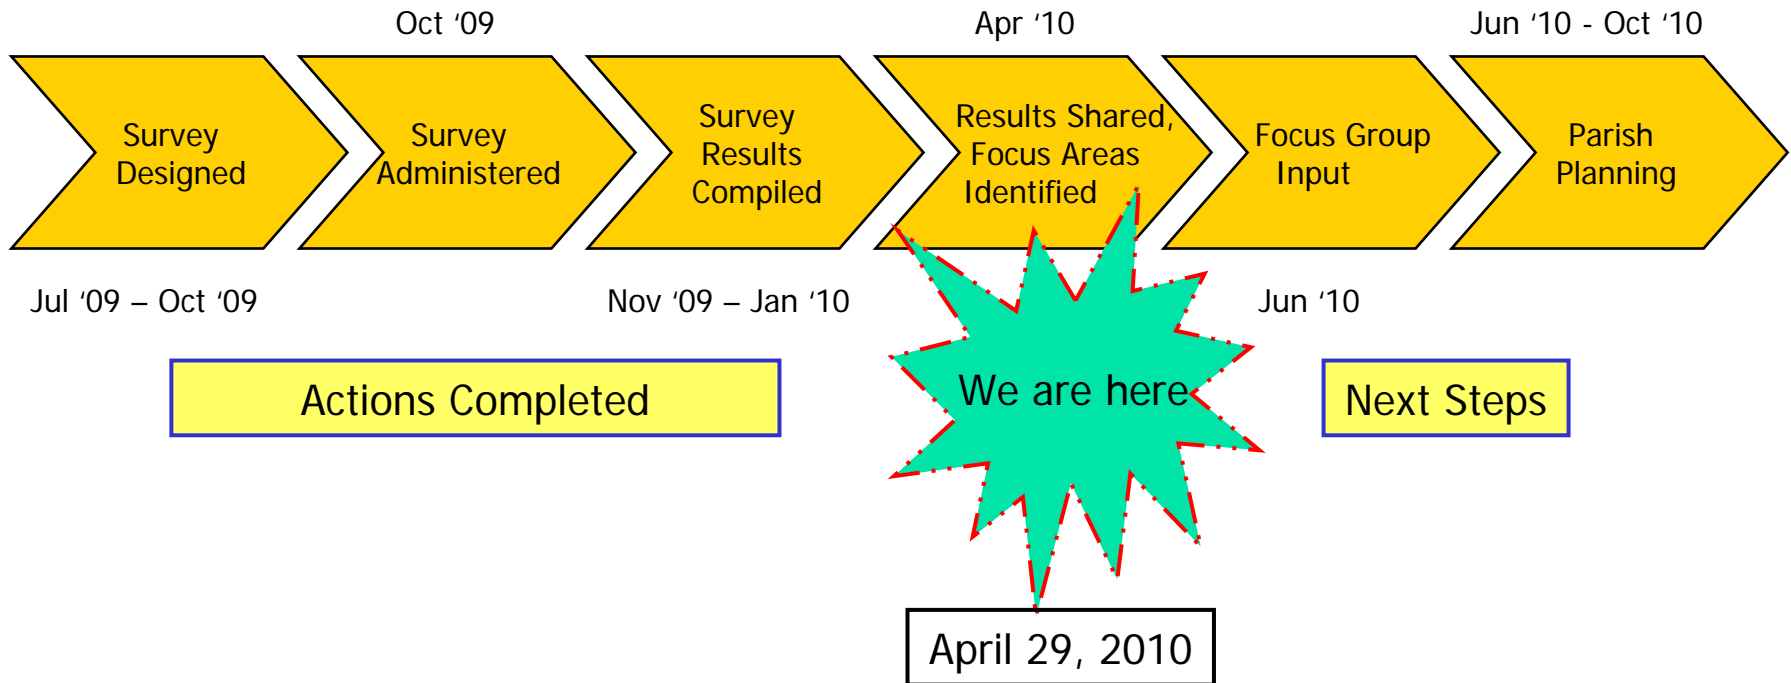 Oct ‘09
Apr ‘10
Jun ‘10 - Oct ‘10
Survey
Designed
Survey
Administered
Survey
Results
Compiled
Results Shared,
Focus Areas
Identified
Focus Group
Input
Parish
Planning
Jul ‘09 – Oct ‘09
Nov ‘09 – Jan ‘10
Jun ‘10
Actions Completed
We are here
Next Steps
April 29, 2010